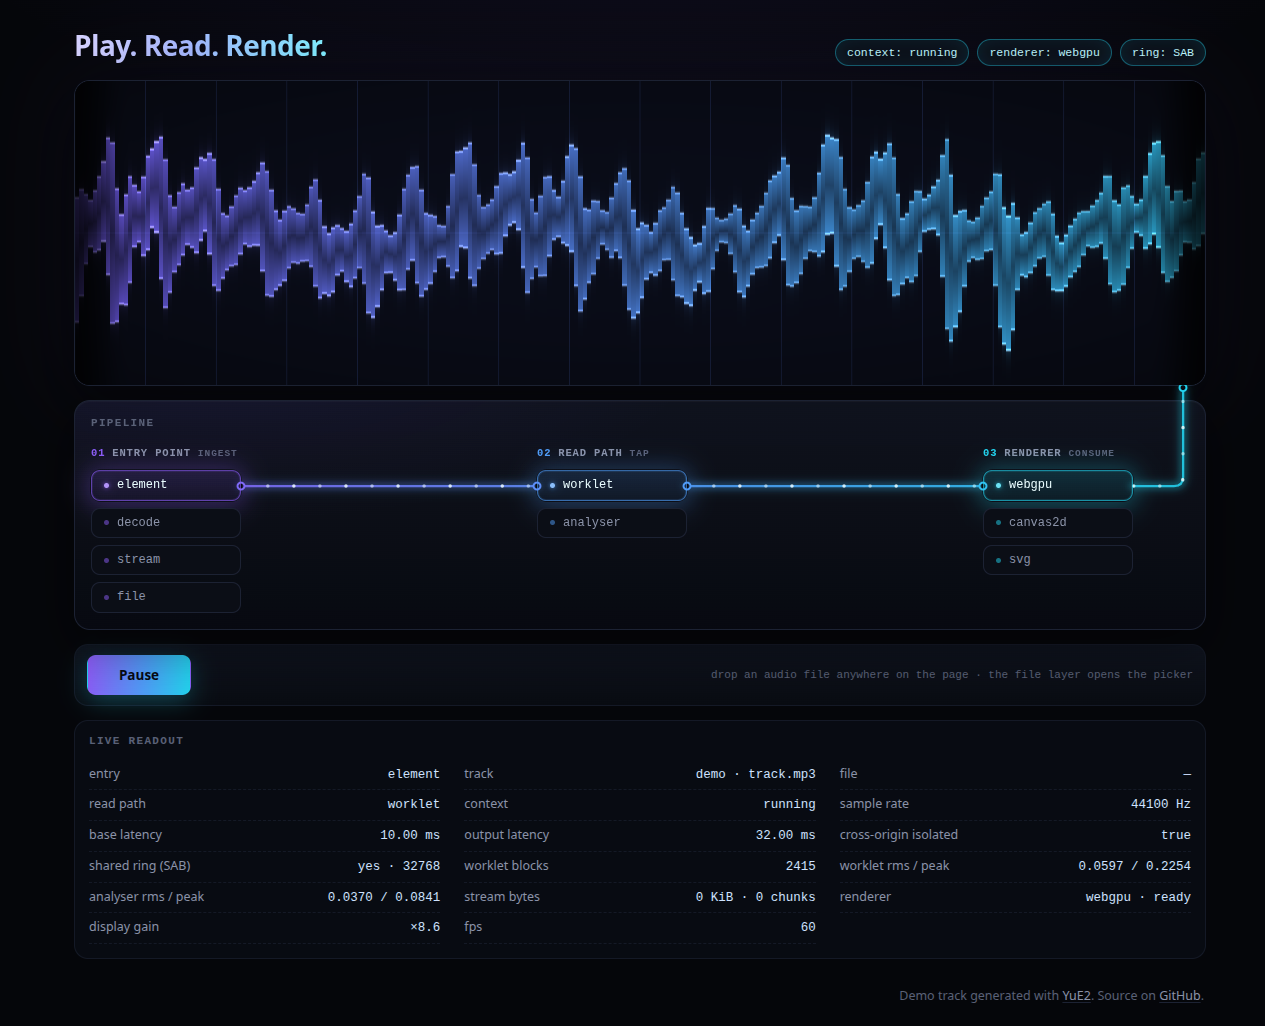 Play. Read. Render.
context: running
renderer: webgpu
ring: SAB
PIPELINE
01 ENTRY POINT INGEST
element
decode
stream
file
02 READ PATH TAP
worklet
analyser
03 RENDERER CONSUME
webgpu
canvas2d
svg
Pause
drop an audio file anywhere on the page · the file layer opens the picker
LIVE READOUT
entry element
track demo · track.mp3
file —
read path worklet
context running
sample rate 44100 Hz
base latency 10.00 ms
output latency 32.00 ms
cross-origin isolated true
shared ring (SAB) yes · 32768
worklet blocks 2415
worklet rms / peak 0.0597 / 0.2254
analyser rms / peak 0.0370 / 0.0841
stream bytes 0 KiB · 0 chunks
renderer webgpu · ready
display gain ×8.6
fps 60
Demo track generated with YuE2. Source on GitHub.